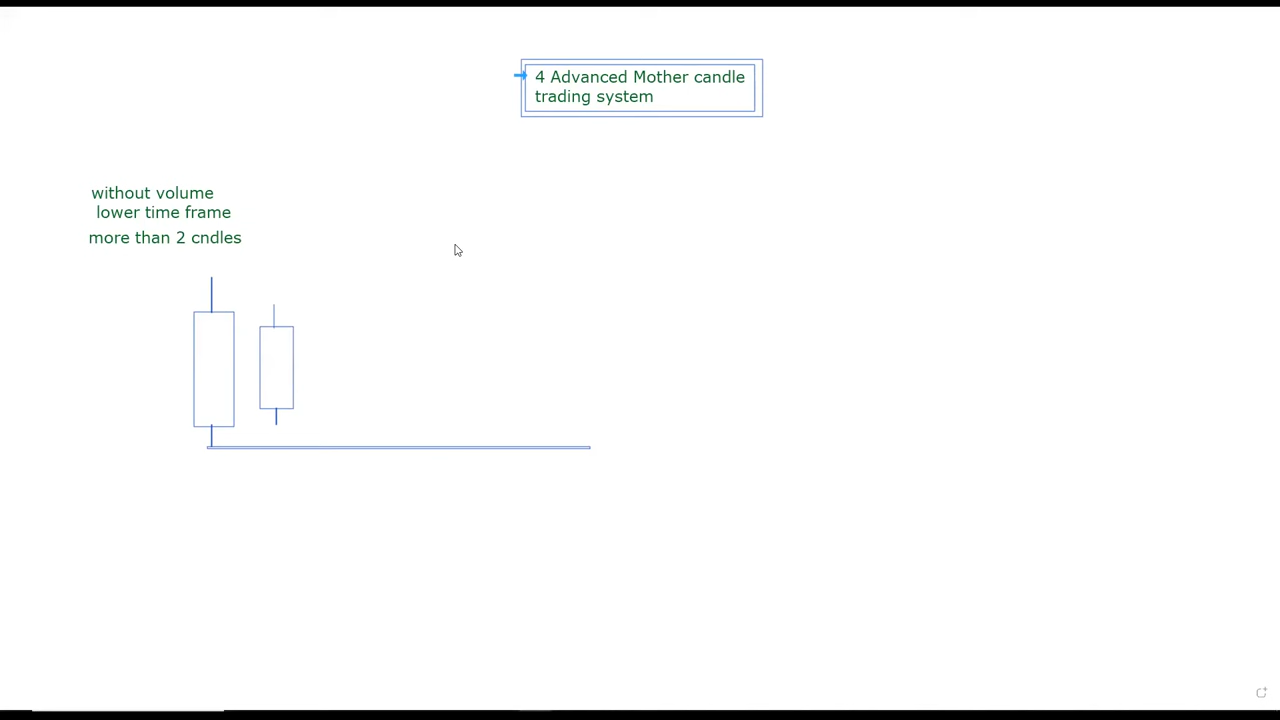 4 Advanced Mother candle
trading system
without volume
lower time frame
more than 2 cndles